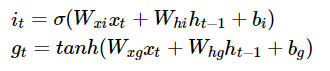 i_t = σ(W_{xi}x_t + W_{hi}h_{t−1} + b_i)
g_t = tanh(W_{xg}x_t + W_{hg}h_{t−1} + b_g)